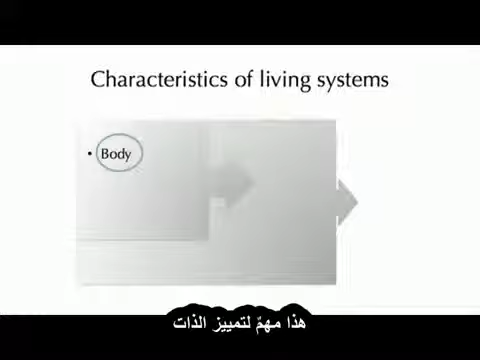 Characteristics of living systems
• Body
هذا مهمٌ لتمييز الذات